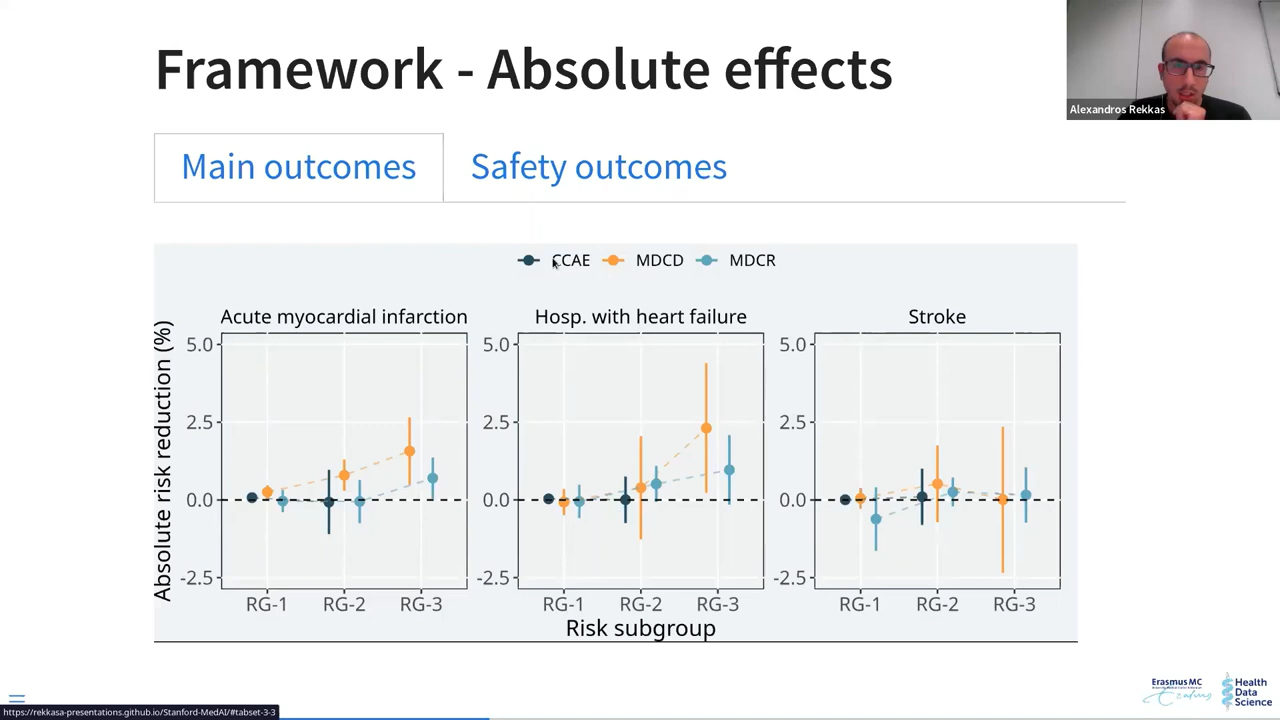 Framework - Absolute effects
Alexandros Rekkas
Main outcomes
Safety outcomes
CCAE MDCD MDCR
Acute myocardial infarction
Hosp. with heart failure
Stroke
Absolute risk reduction (%)
5.0
2.5
0.0
-2.5
5.0
2.5
0.0
-2.5
5.0
2.5
0.0
-2.5
RG-1 RG-2 RG-3
RG-1 RG-2 RG-3
RG-1 RG-2 RG-3
Risk subgroup
Erasmus MC
Erasmus
Health
Data
Science
https://rekkasa-presentations.github.io/Stanford-MedAI/#tabset-3-3